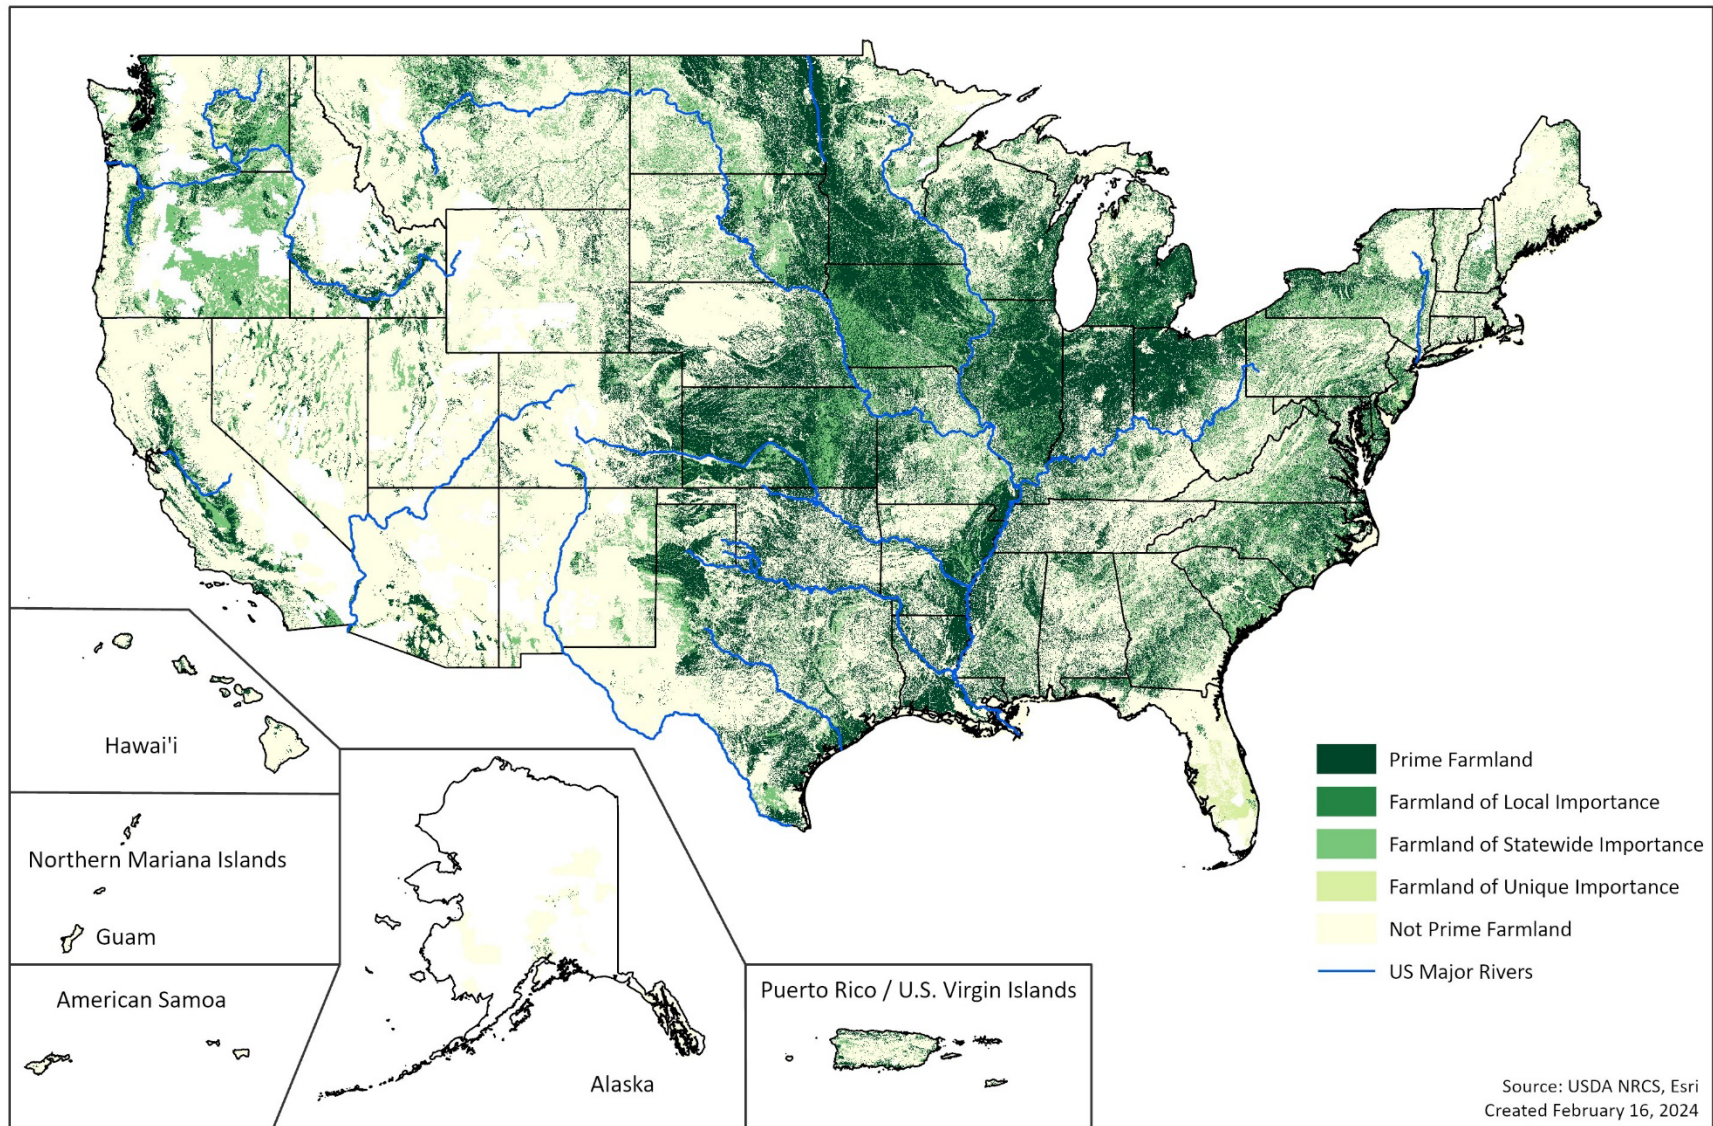 Hawai'i
Northern Mariana Islands
Guam
American Samoa
Alaska
Puerto Rico / U.S. Virgin Islands
Prime Farmland
Farmland of Local Importance
Farmland of Statewide Importance
Farmland of Unique Importance
Not Prime Farmland
US Major Rivers
Source: USDA NRCS, Esri
Created February 16, 2024